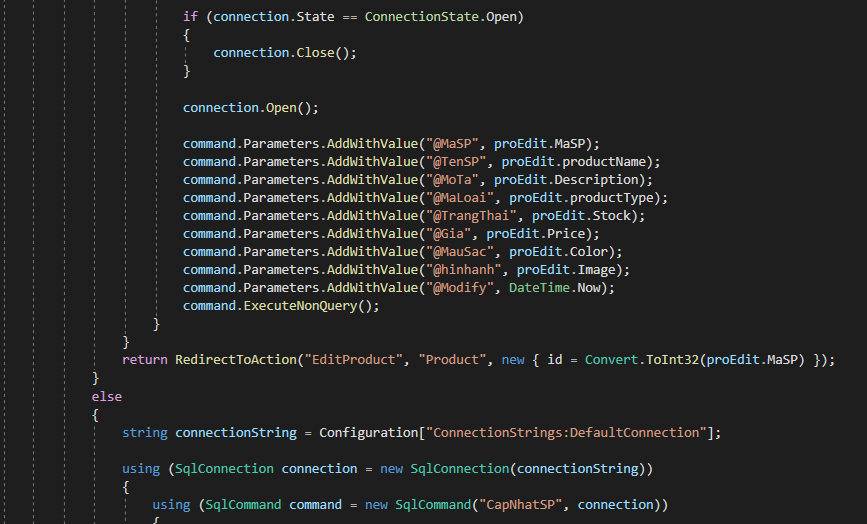 if (connection.State == ConnectionState.Open)
{
connection.Close();
}
connection.Open();
command.Parameters.AddWithValue("@MaSP", proEdit.MaSP);
command.Parameters.AddWithValue("@TenSP", proEdit.productName);
command.Parameters.AddWithValue("@MoTa", proEdit.Description);
command.Parameters.AddWithValue("@MaLoai", proEdit.productType);
command.Parameters.AddWithValue("@TrangThai", proEdit.Stock);
command.Parameters.AddWithValue("@Gia", proEdit.Price);
command.Parameters.AddWithValue("@MauSac", proEdit.Color);
command.Parameters.AddWithValue("@hinhanh", proEdit.Image);
command.Parameters.AddWithValue("@Modify", DateTime.Now);
command.ExecuteNonQuery();
}
}
return RedirectToAction("EditProduct", "Product", new { id = Convert.ToInt32(proEdit.MaSP) });
}
else
{
string connectionString = Configuration["ConnectionStrings:DefaultConnection"];
using (SqlConnection connection = new SqlConnection(connectionString))
{
using (SqlCommand command = new SqlCommand("CapNhatSP", connection))
{